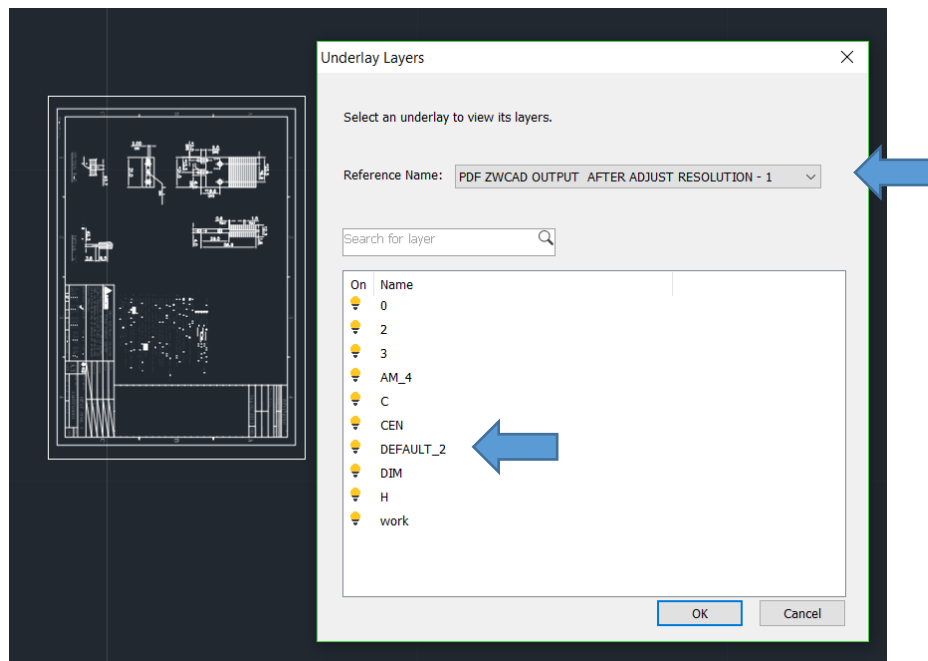 Underlay Layers
Select an underlay to view its layers.
Reference Name: PDF ZWCAD OUTPUT  AFTER ADJUST RESOLUTION - 1
Search for layer
On Name
0
2
3
AM_4
C
CEN
DEFAULT_2
DIM
H
work
OK Cancel